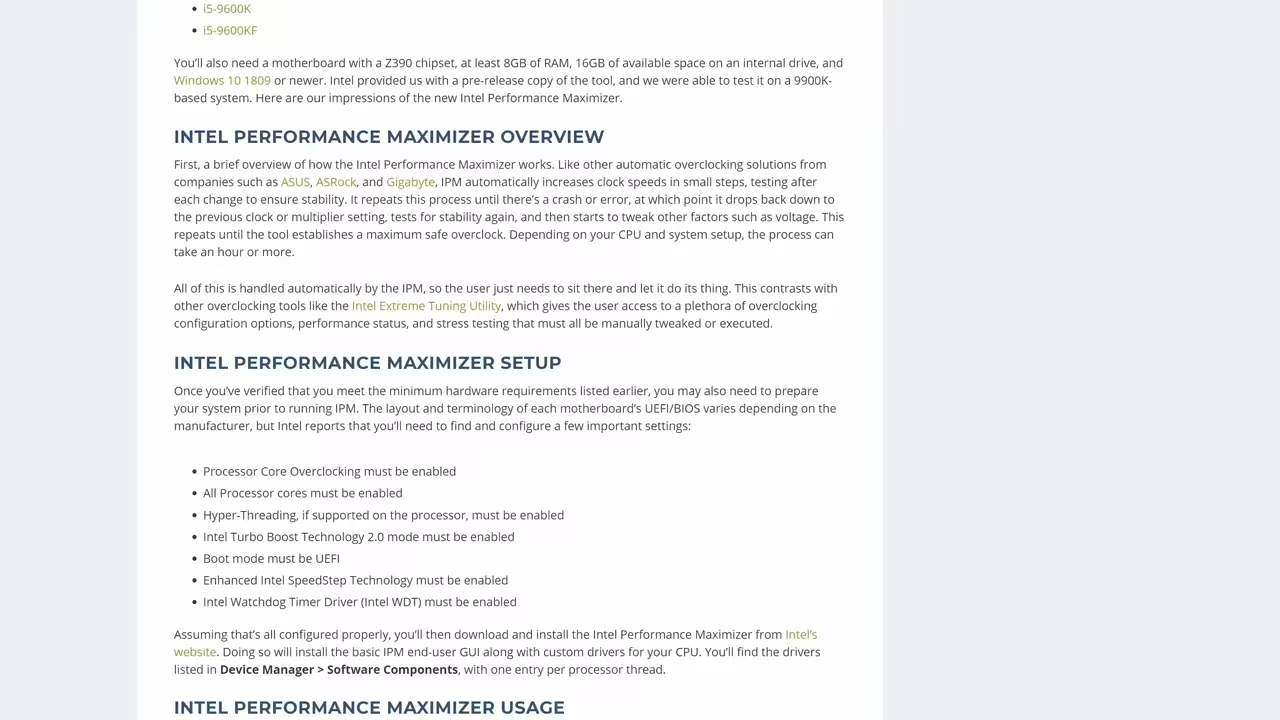 • i5-9600K
• i5-9600KF
You’ll also need a motherboard with a Z390 chipset, at least 8GB of RAM, 16GB of available space on an internal drive, and
Windows 10 1809 or newer. Intel provided us with a pre-release copy of the tool, and we were able to test it on a 9900K-
based system. Here are our impressions of the new Intel Performance Maximizer.
INTEL PERFORMANCE MAXIMIZER OVERVIEW
First, a brief overview of how the Intel Performance Maximizer works. Like other automatic overclocking solutions from
companies such as ASUS, ASRock, and Gigabyte, IPM automatically increases clock speeds in small steps, testing after
each change to ensure stability. It repeats this process until there’s a crash or error, at which point it drops back down to
the previous clock or multiplier setting, tests for stability again, and then starts to tweak other factors such as voltage. This
repeats until the tool establishes a maximum safe overclock. Depending on your CPU and system setup, the process can
take an hour or more.
All of this is handled automatically by the IPM, so the user just needs to sit there and let it do its thing. This contrasts with
other overclocking tools like the Intel Extreme Tuning Utility, which gives the user access to a plethora of overclocking
configuration options, performance status, and stress testing that must all be manually tweaked or executed.
INTEL PERFORMANCE MAXIMIZER SETUP
Once you’ve verified that you meet the minimum hardware requirements listed earlier, you may also need to prepare
your system prior to running IPM. The layout and terminology of each motherboard’s UEFI/BIOS varies depending on the
manufacturer, but Intel reports that you’ll need to find and configure a few important settings:
• Processor Core Overclocking must be enabled
• All Processor cores must be enabled
• Hyper-Threading, if supported on the processor, must be enabled
• Intel Turbo Boost Technology 2.0 mode must be enabled
• Boot mode must be UEFI
• Enhanced Intel SpeedStep Technology must be enabled
• Intel Watchdog Timer Driver (Intel WDT) must be enabled
Assuming that’s all configured properly, you’ll then download and install the Intel Performance Maximizer from Intel’s
website. Doing so will install the basic IPM end-user GUI along with custom drivers for your CPU. You’ll find the drivers
listed in Device Manager > Software Components, with one entry per processor thread.
INTEL PERFORMANCE MAXIMIZER USAGE